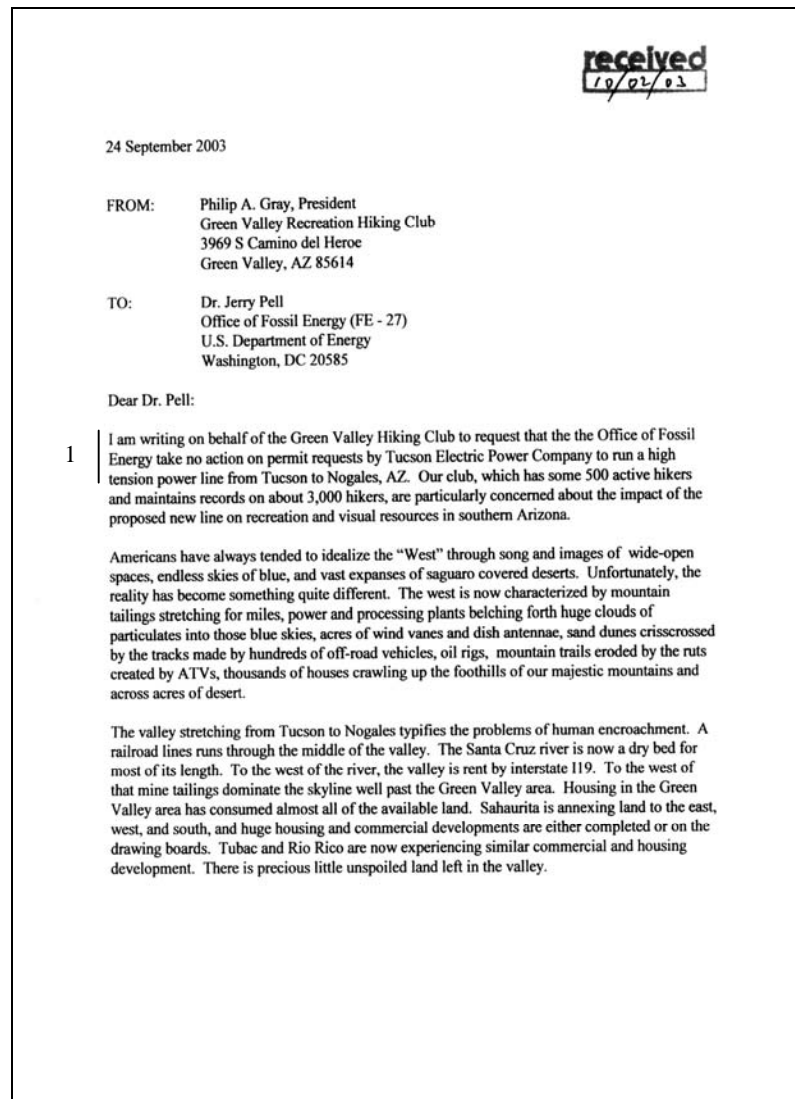 received
10/02/03
24 September 2003
FROM: Philip A. Gray, President
Green Valley Recreation Hiking Club
3969 S Camino del Heroe
Green Valley, AZ 85614
TO: Dr. Jerry Pell
Office of Fossil Energy (FE - 27)
U.S. Department of Energy
Washington, DC 20585
Dear Dr. Pell:
1
I am writing on behalf of the Green Valley Hiking Club to request that the the Office of Fossil
Energy take no action on permit requests by Tucson Electric Power Company to run a high
tension power line from Tucson to Nogales, AZ. Our club, which has some 500 active hikers
and maintains records on about 3,000 hikers, are particularly concerned about the impact of the
proposed new line on recreation and visual resources in southern Arizona.
Americans have always tended to idealize the “West” through song and images of wide-open
spaces, endless skies of blue, and vast expanses of saguaro covered deserts. Unfortunately, the
reality has become something quite different. The west is now characterized by mountain
tailings stretching for miles, power and processing plants belching forth huge clouds of
particulates into those blue skies, acres of wind vanes and dish antennae, sand dunes crisscrossed
by the tracks made by hundreds of off-road vehicles, oil rigs, mountain trails eroded by the ruts
created by ATVs, thousands of houses crawling up the foothills of our majestic mountains and
across acres of desert.
The valley stretching from Tucson to Nogales typifies the problems of human encroachment. A
railroad lines runs through the middle of the valley. The Santa Cruz river is now a dry bed for
most of its length. To the west of the river, the valley is rent by interstate I19. To the west of
that mine tailings dominate the skyline well past the Green Valley area. Housing in the Green
Valley area has consumed almost all of the available land. Sahaurita is annexing land to the east,
west, and south, and huge housing and commercial developments are either completed or on the
drawing boards. Tubac and Rio Rico are now experiencing similar commercial and housing
development. There is precious little unspoiled land left in the valley.